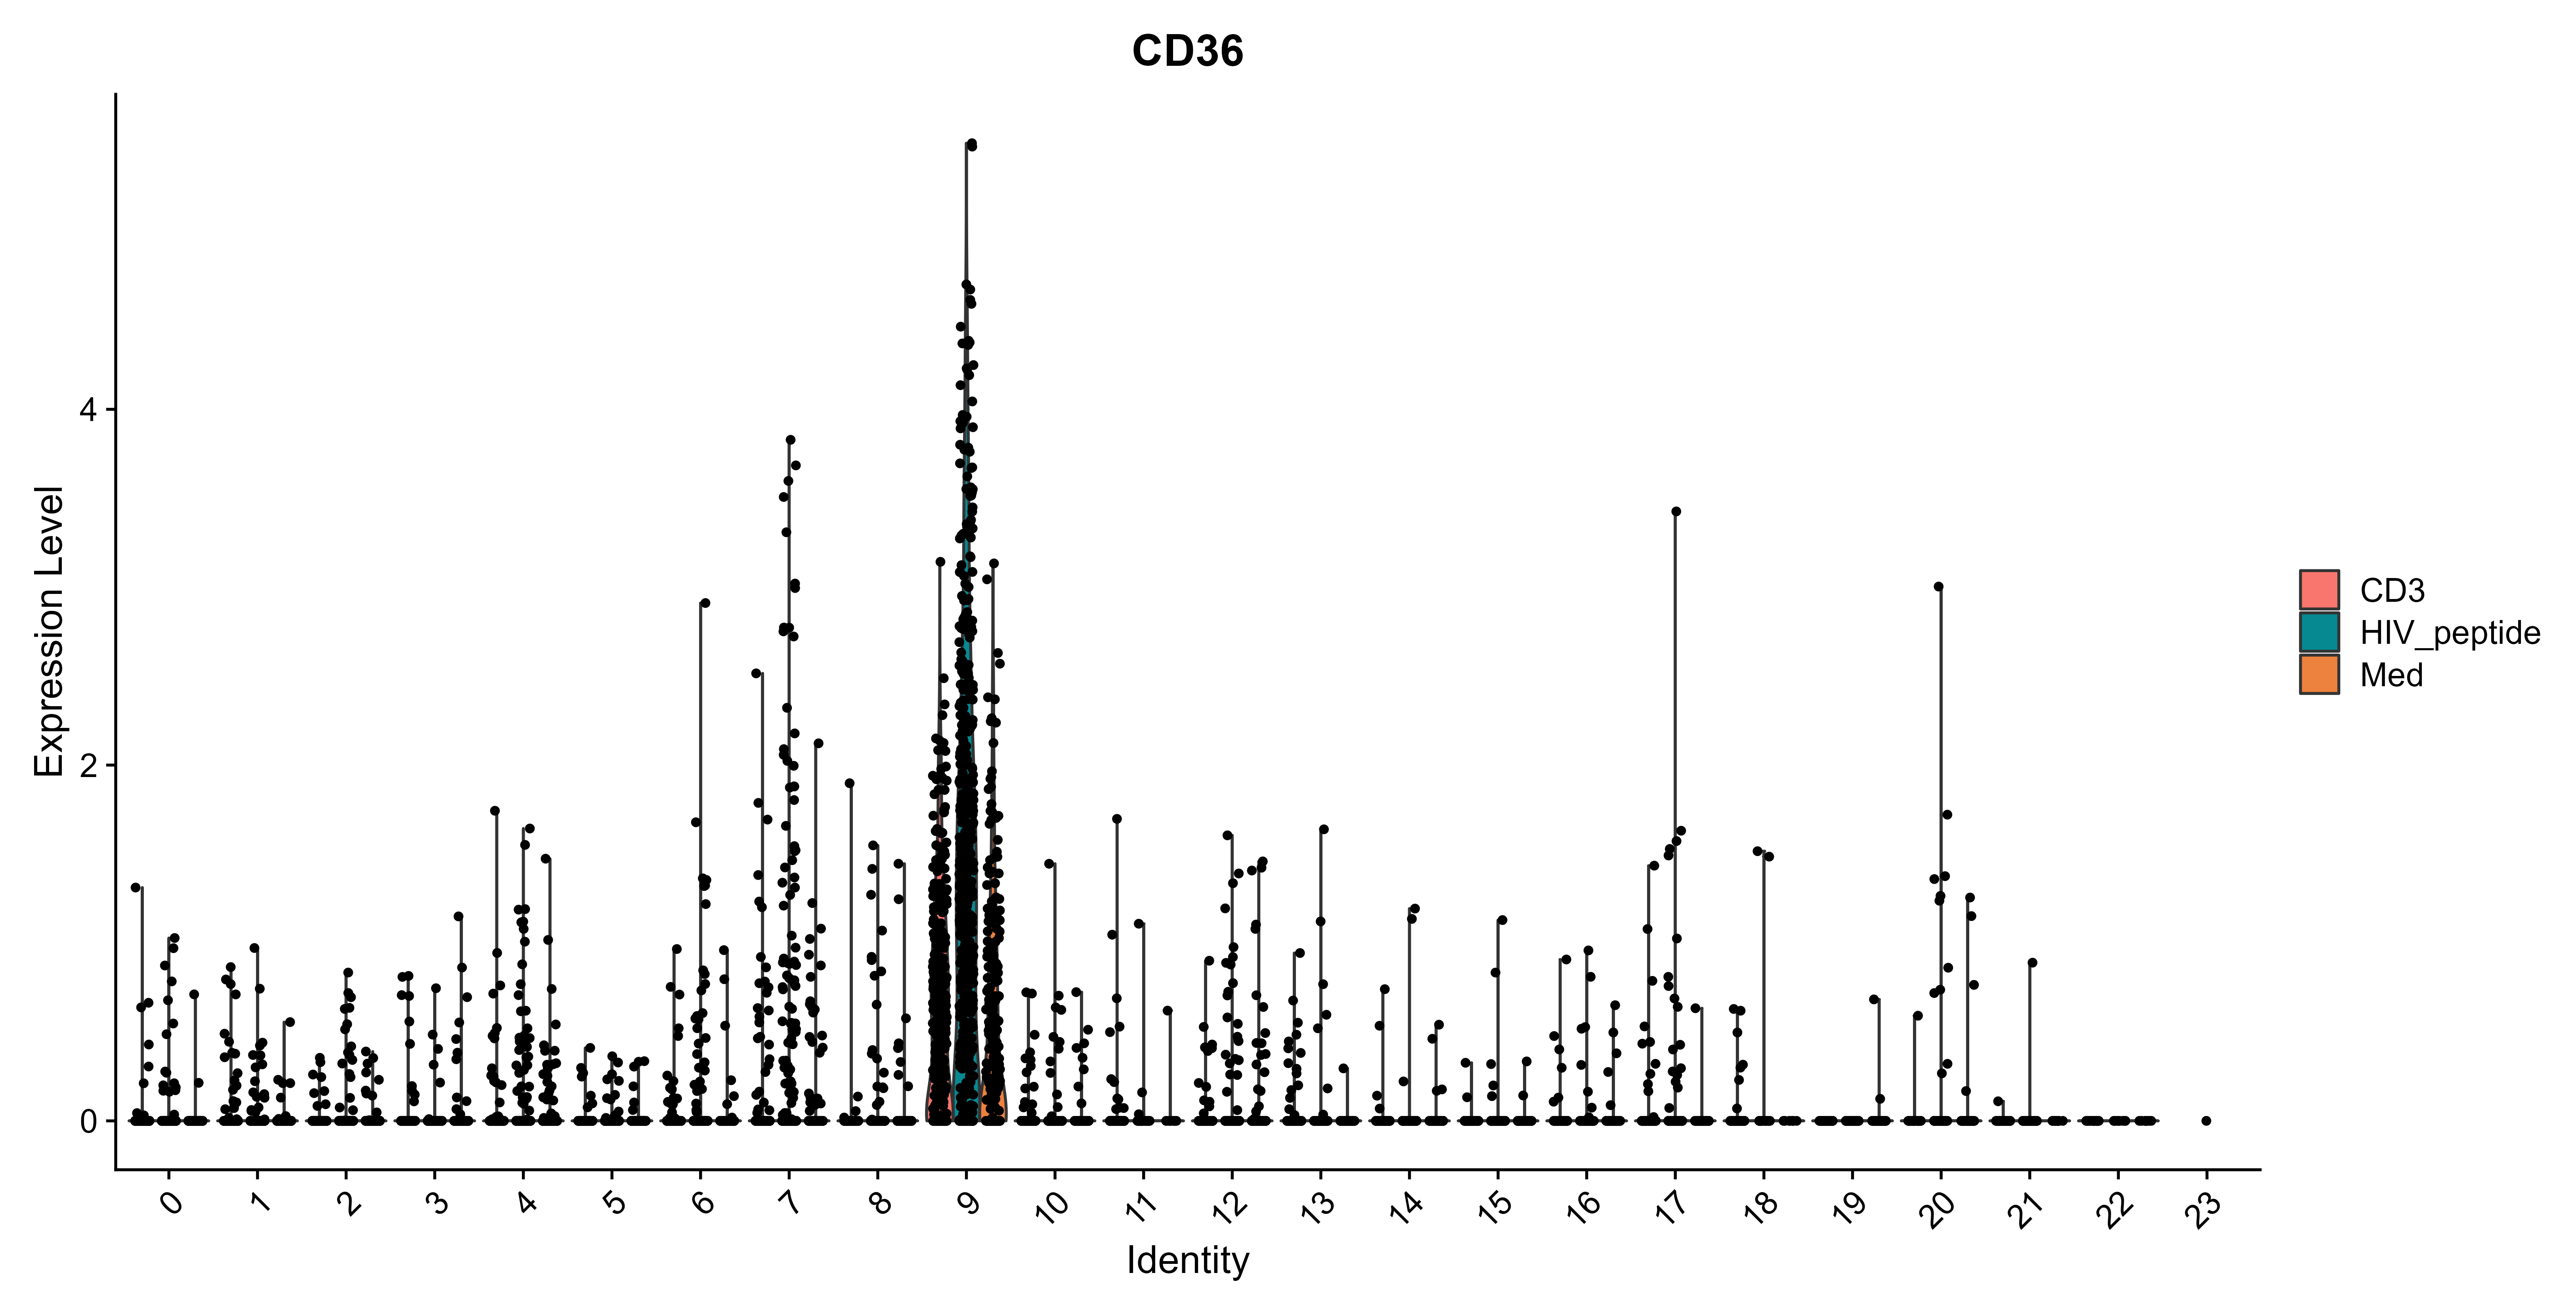 CD36
Expression Level
4
2
0
0 1 2 3 4 5 6 7 8 9 10 11 12 13 14 15 16 17 18 19 20 21 22 23
Identity
CD3
HIV_peptide
Med